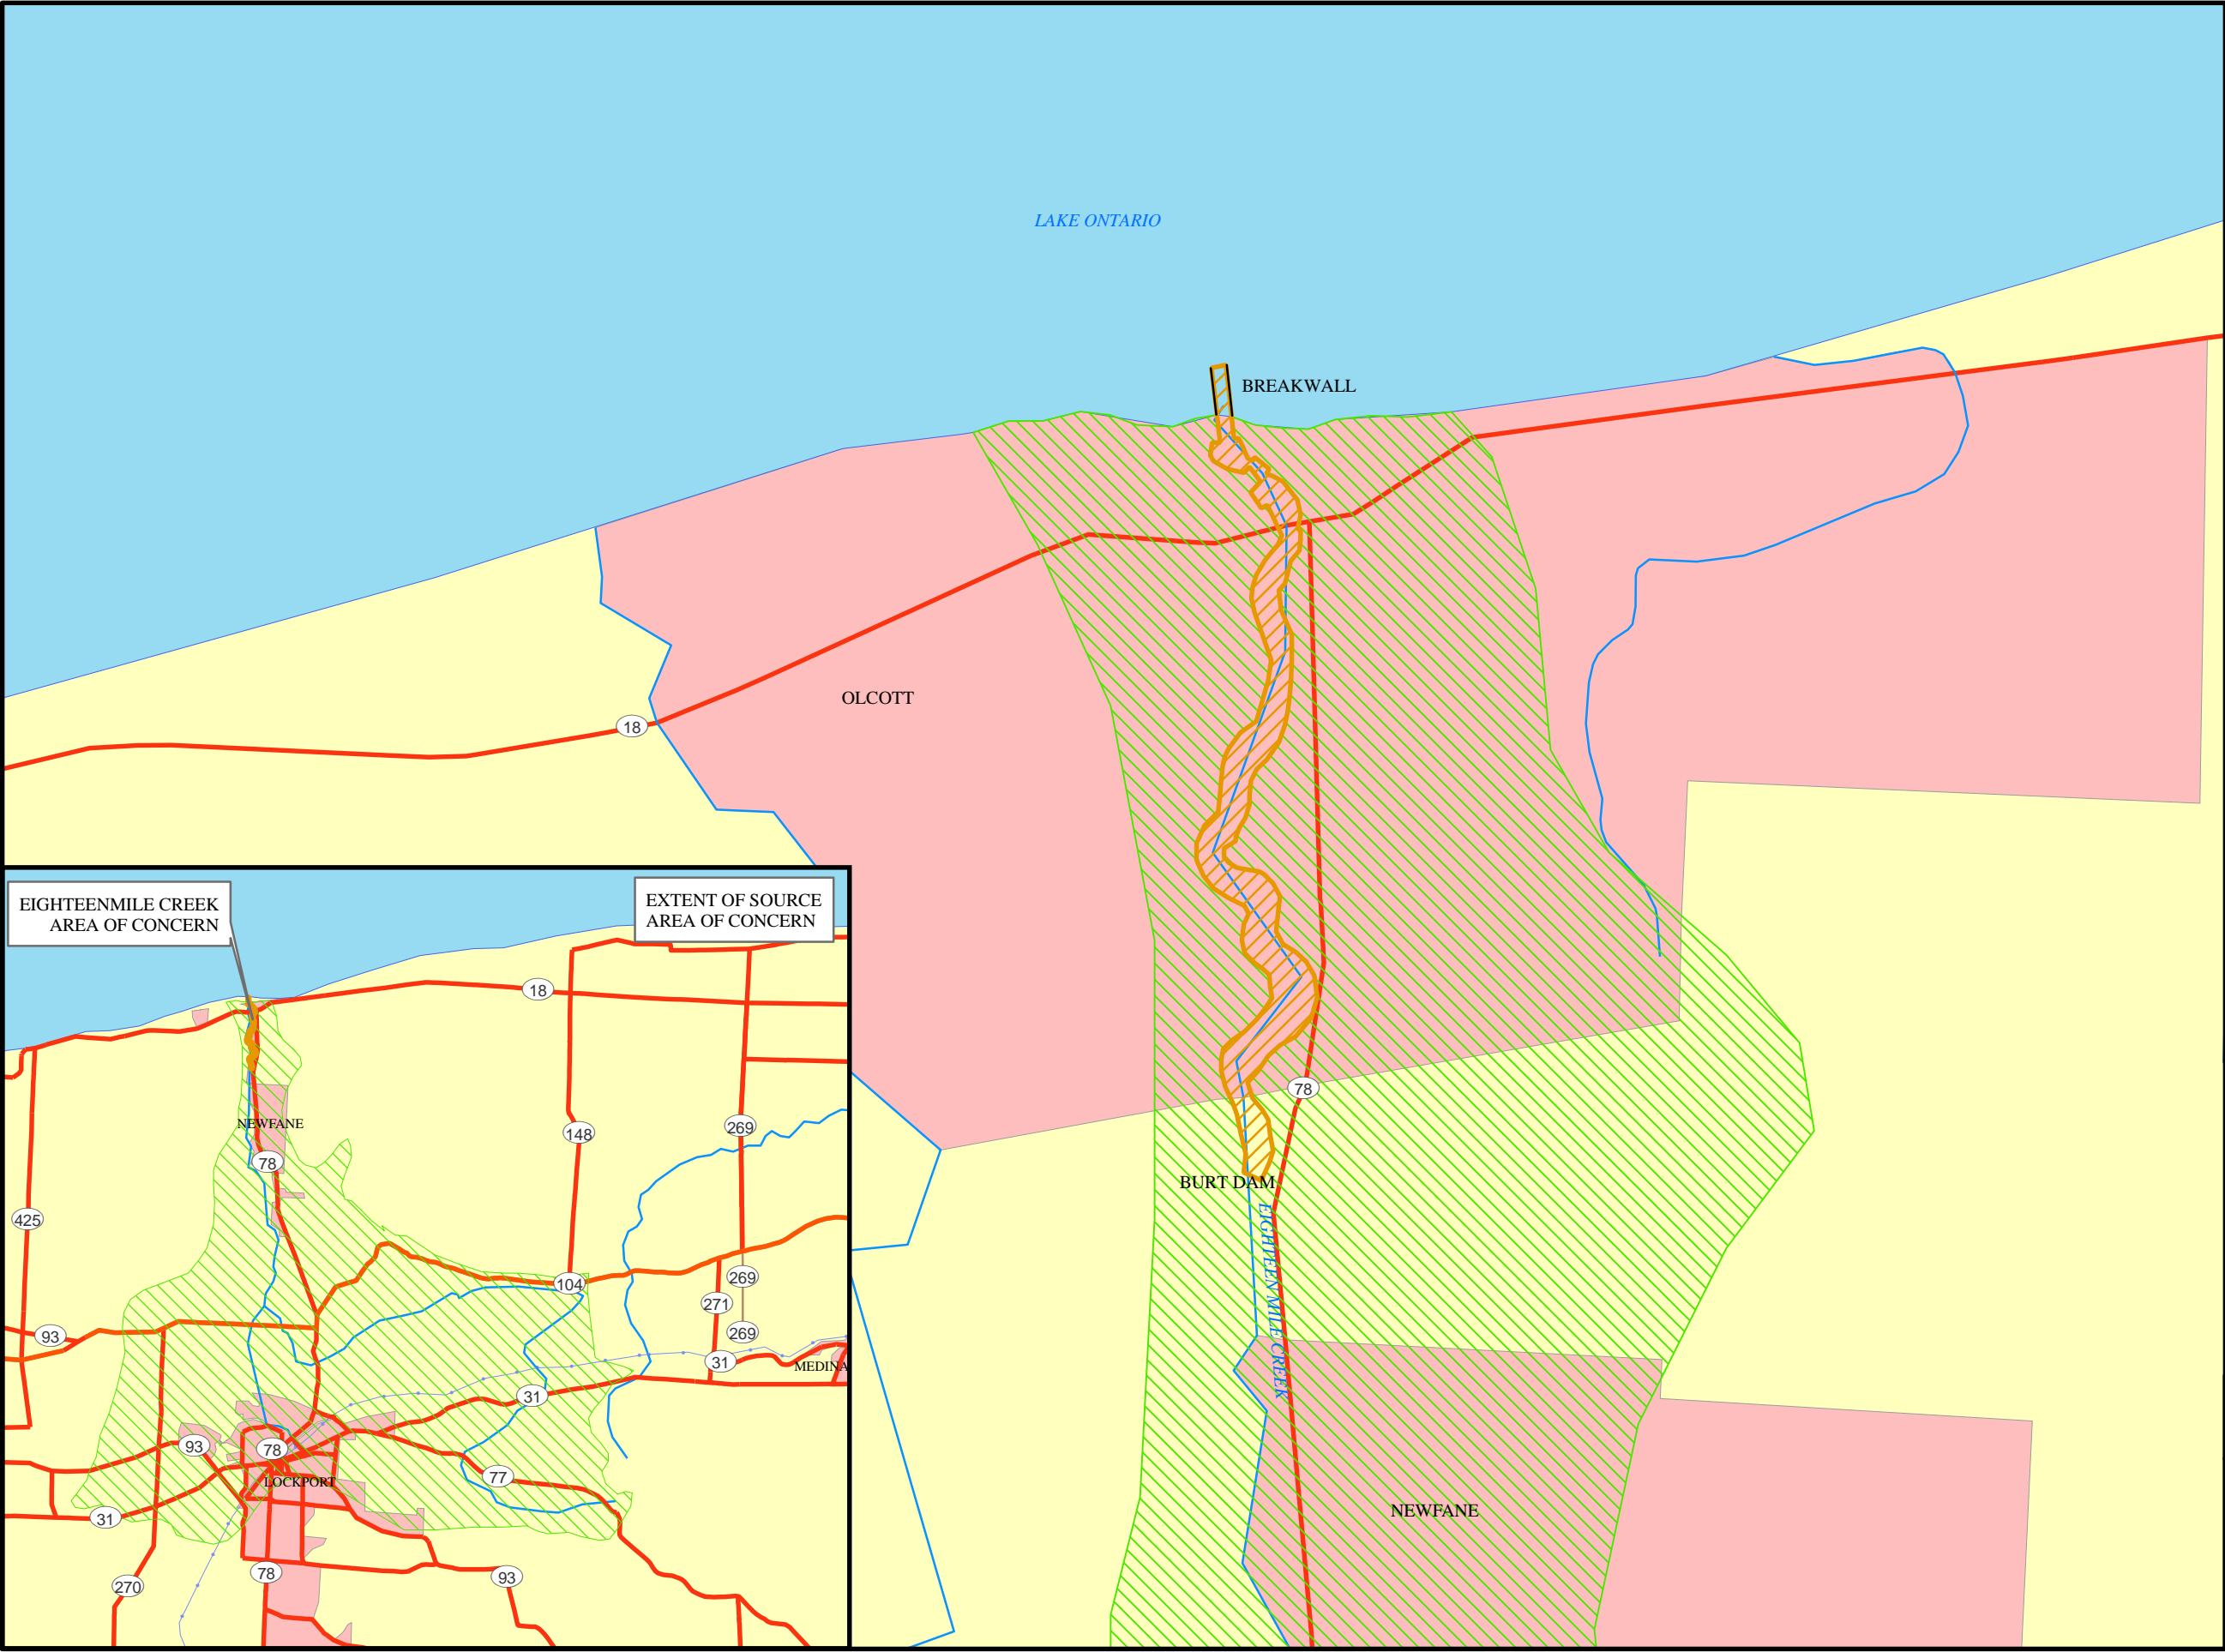 LAKE ONTARIO
BREAKWALL
OLCOTT
18
78
BURT DAM
EIGHTEENMILE CREEK
NEWFANE
EIGHTEENMILE CREEK
AREA OF CONCERN
EXTENT OF SOURCE
AREA OF CONCERN
18
NEWFANE
148
269
78
425
104
269
271
269
93
31
MEDINA
31
93
78
77
LOCKPORT
31
78
93
270